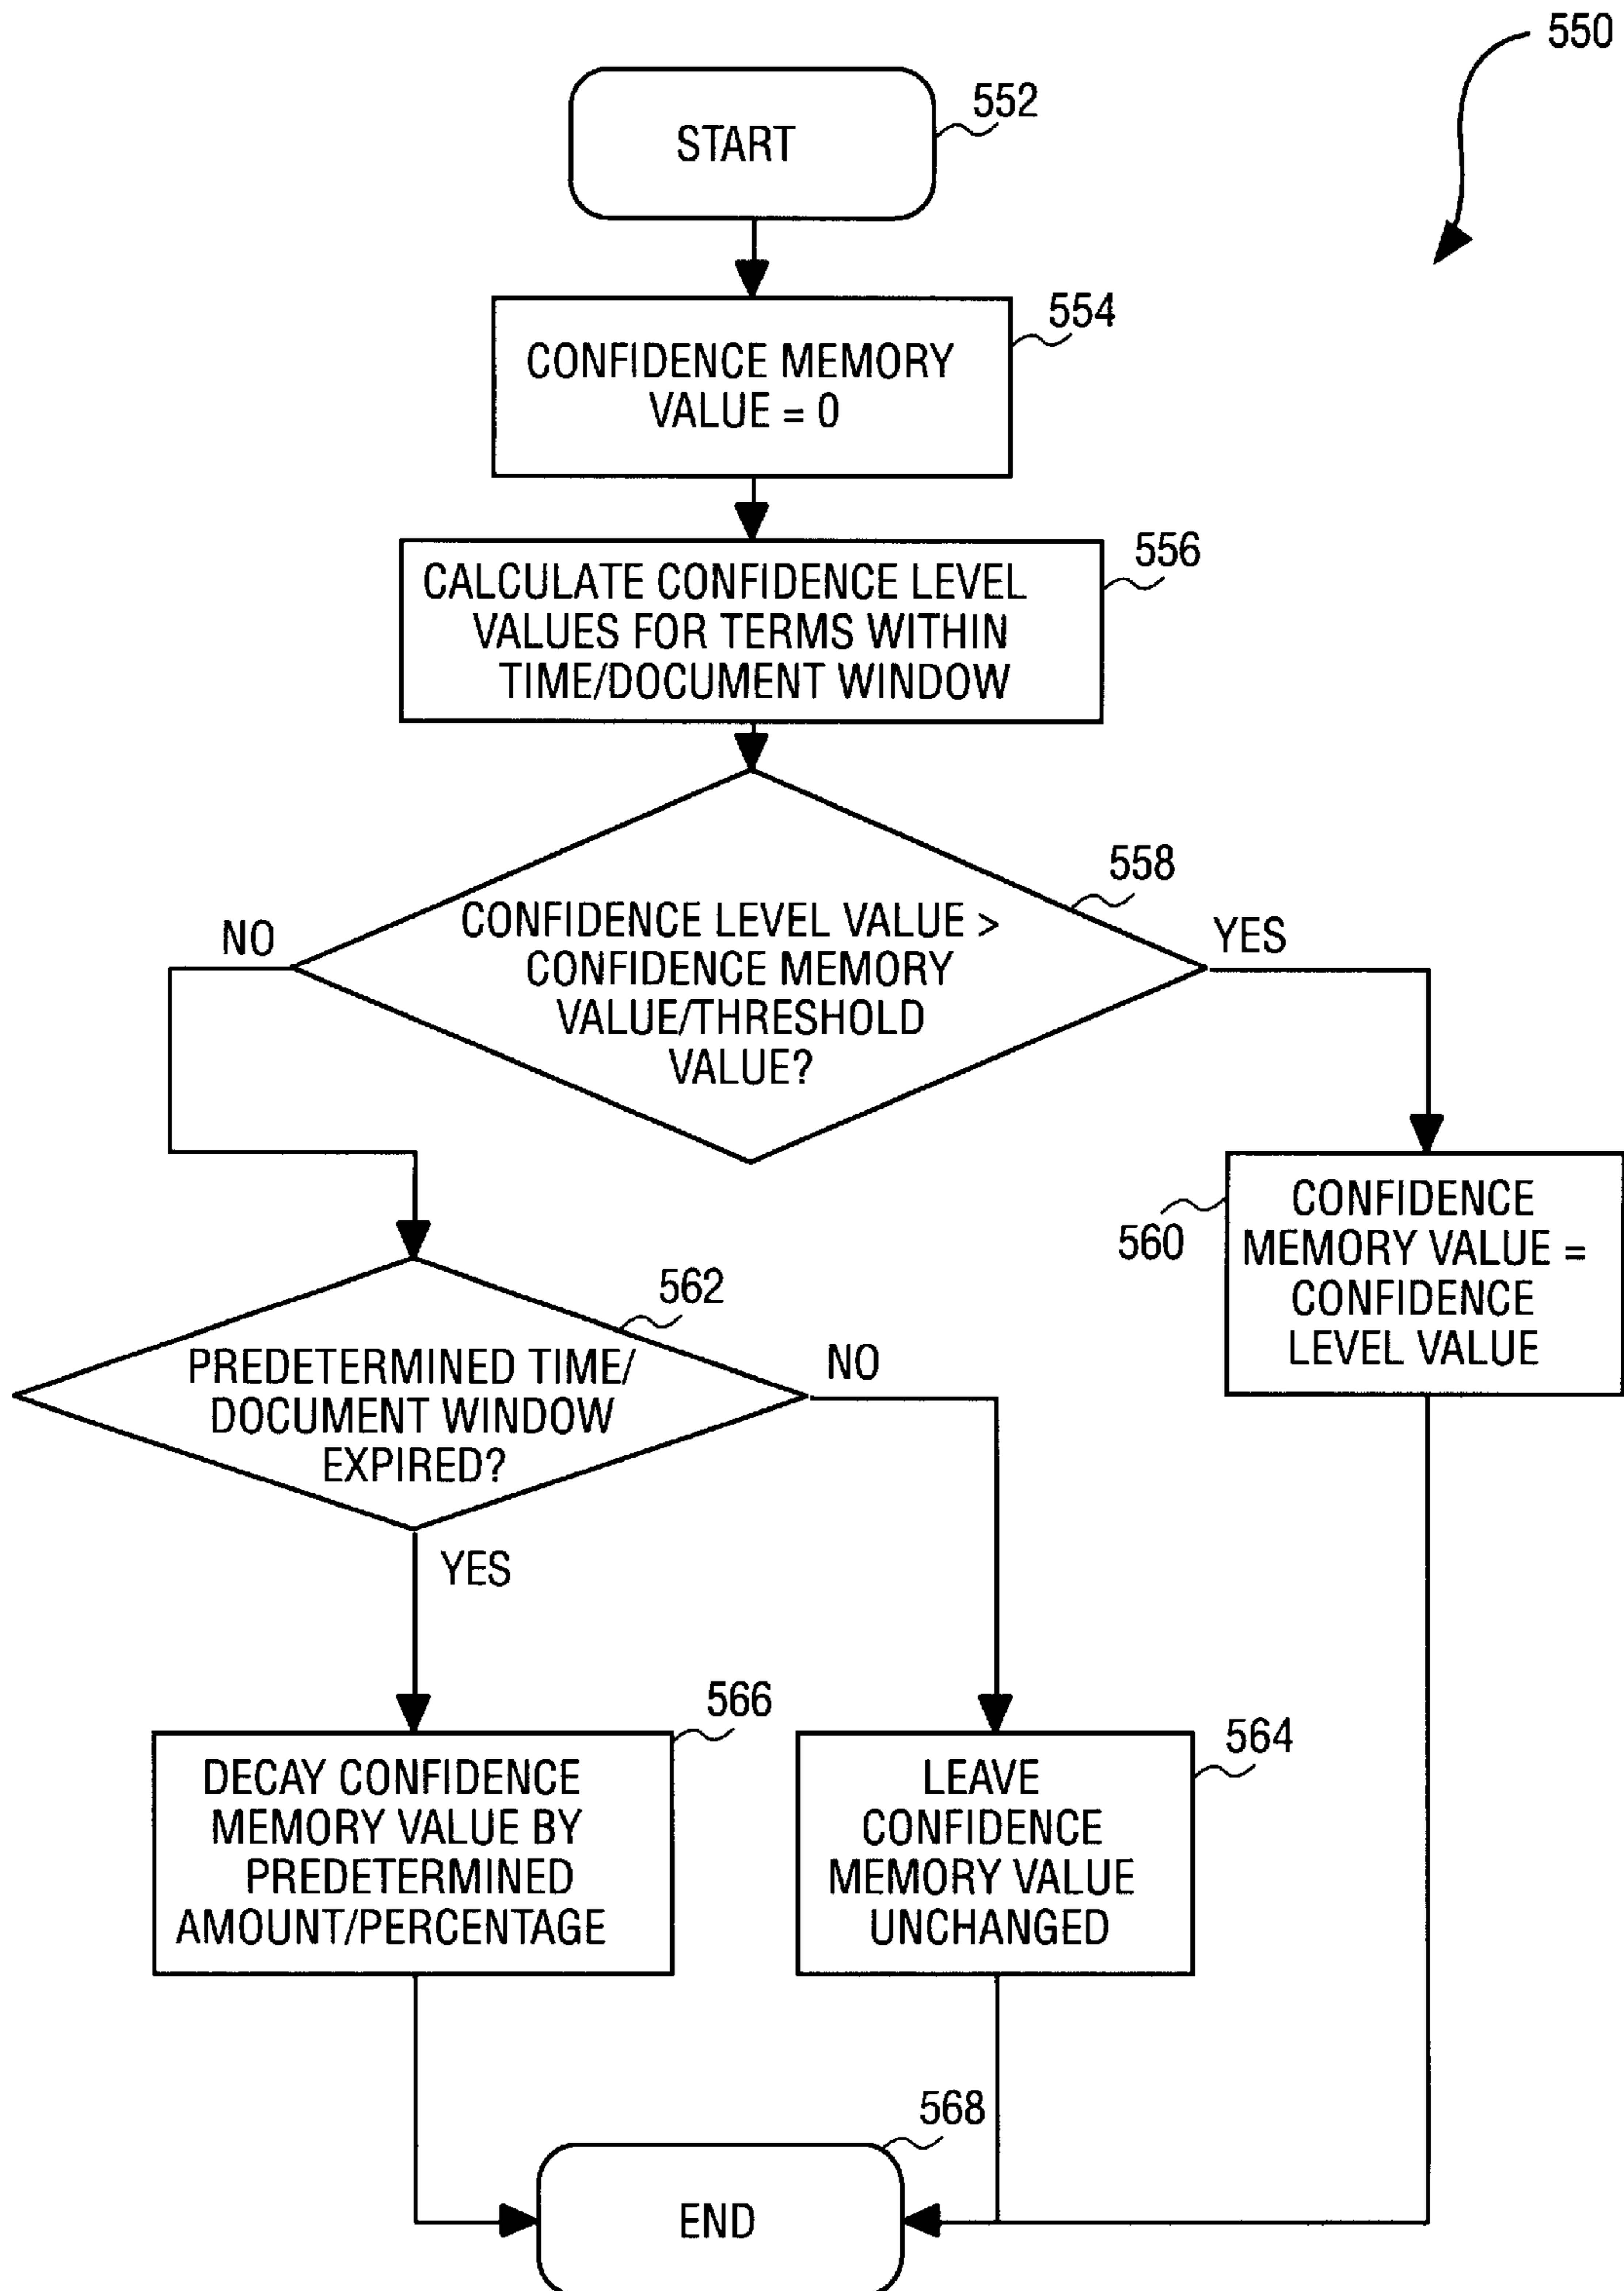 550
552
START
554
CONFIDENCE MEMORY
VALUE = 0
556
CALCULATE CONFIDENCE LEVEL
VALUES FOR TERMS WITHIN
TIME/DOCUMENT WINDOW
558
CONFIDENCE LEVEL VALUE >
CONFIDENCE MEMORY
VALUE/THRESHOLD
VALUE?
NO
YES
560
CONFIDENCE
MEMORY VALUE =
CONFIDENCE
LEVEL VALUE
562
PREDETERMINED TIME/
DOCUMENT WINDOW
EXPIRED?
NO
YES
566
DECAY CONFIDENCE
MEMORY VALUE BY
PREDETERMINED
AMOUNT/PERCENTAGE
564
LEAVE
CONFIDENCE
MEMORY VALUE
UNCHANGED
568
END